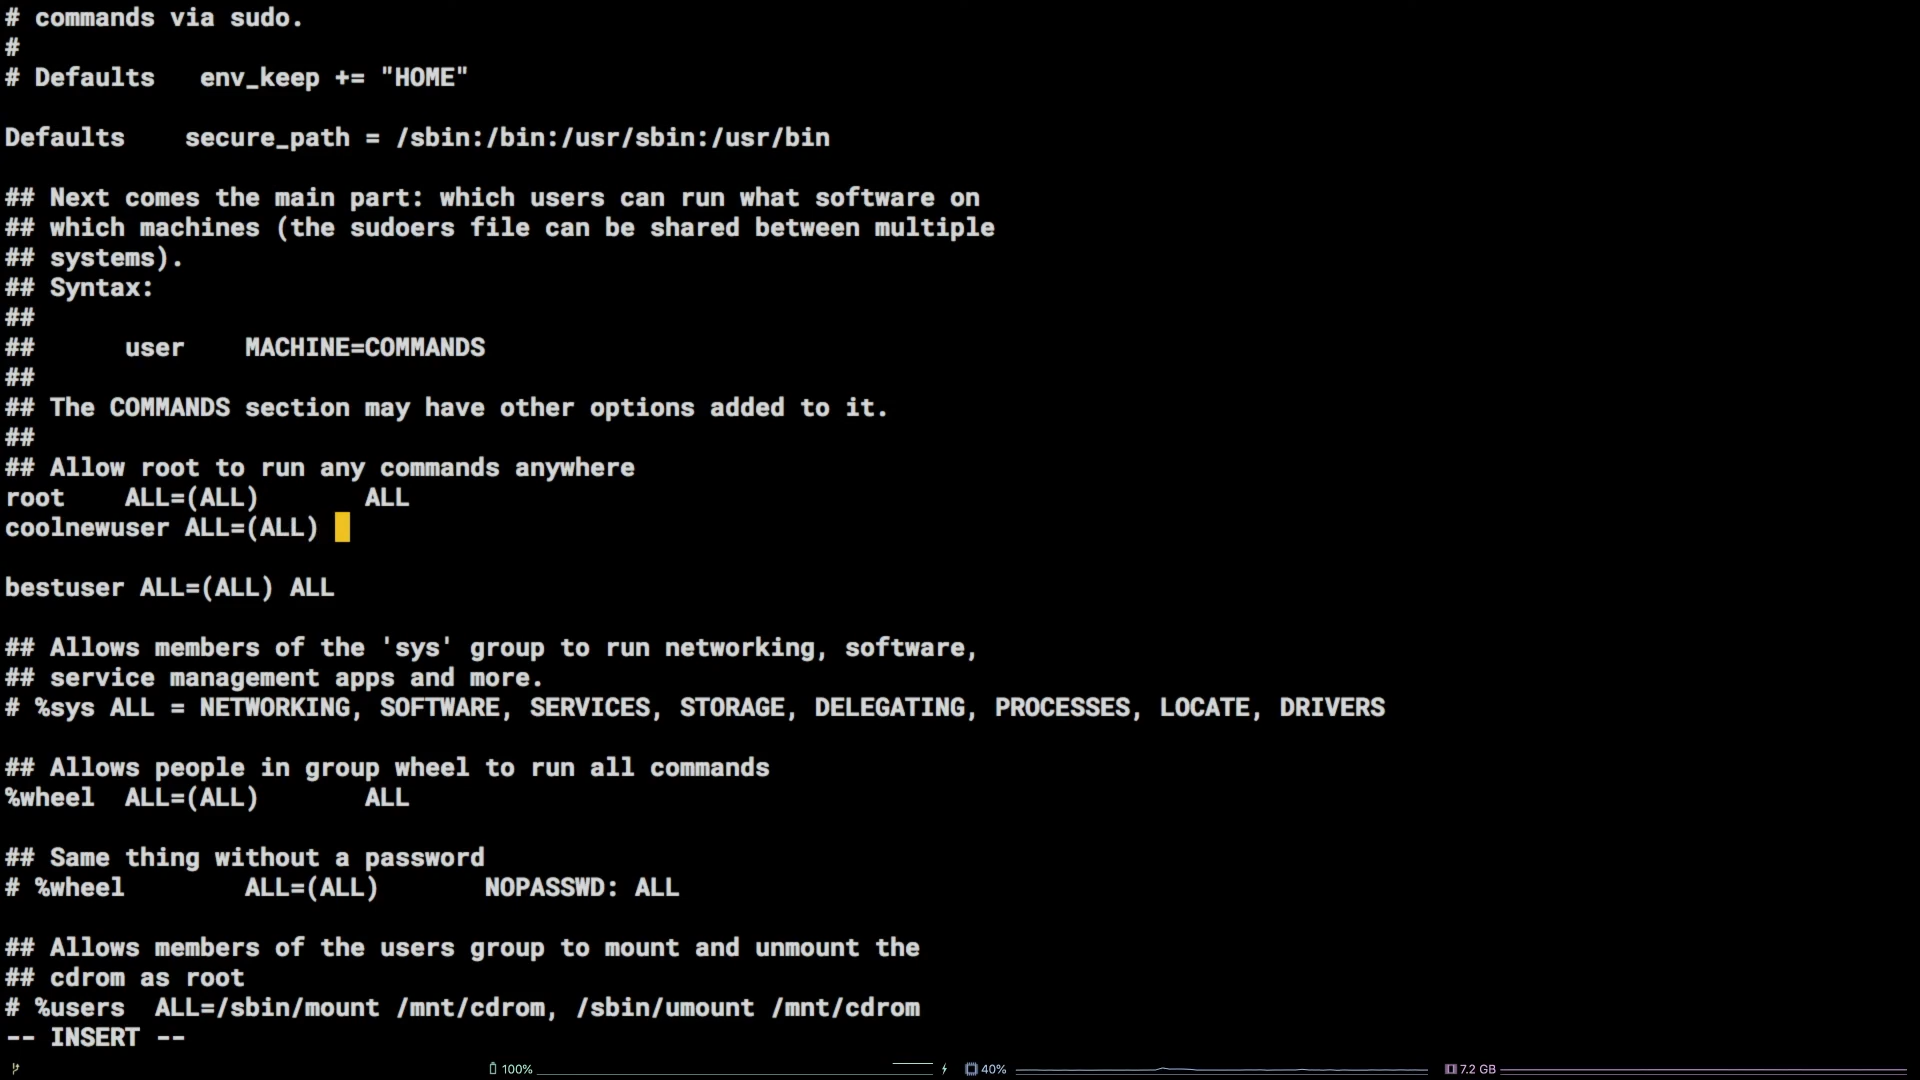 # commands via sudo.
#
# Defaults   env_keep += "HOME"
Defaults    secure_path = /sbin:/bin:/usr/sbin:/usr/bin
## Next comes the main part: which users can run what software on
## which machines (the sudoers file can be shared between multiple
## systems).
## Syntax:
##
##      user    MACHINE=COMMANDS
##
## The COMMANDS section may have other options added to it.
##
## Allow root to run any commands anywhere
root    ALL=(ALL)       ALL
coolnewuser ALL=(ALL)
bestuser ALL=(ALL) ALL
## Allows members of the 'sys' group to run networking, software,
## service management apps and more.
# %sys ALL = NETWORKING, SOFTWARE, SERVICES, STORAGE, DELEGATING, PROCESSES, LOCATE, DRIVERS
## Allows people in group wheel to run all commands
%wheel  ALL=(ALL)       ALL
## Same thing without a password
# %wheel        ALL=(ALL)       NOPASSWD: ALL
## Allows members of the users group to mount and unmount the
## cdrom as root
# %users  ALL=/sbin/mount /mnt/cdrom, /sbin/umount /mnt/cdrom
-- INSERT --
100% 40% 7.2 GB